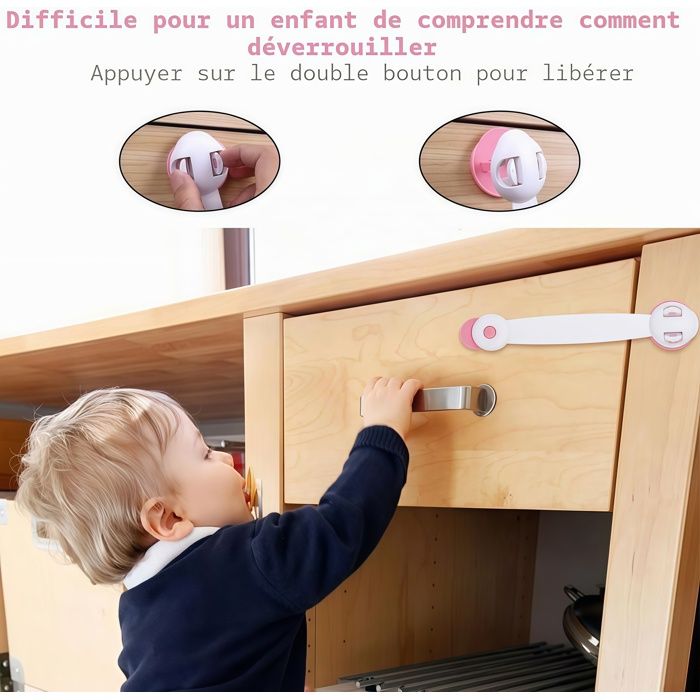 Difficile pour un enfant de comprendre comment
déverrouiller
Appuyer sur le double bouton pour libérer